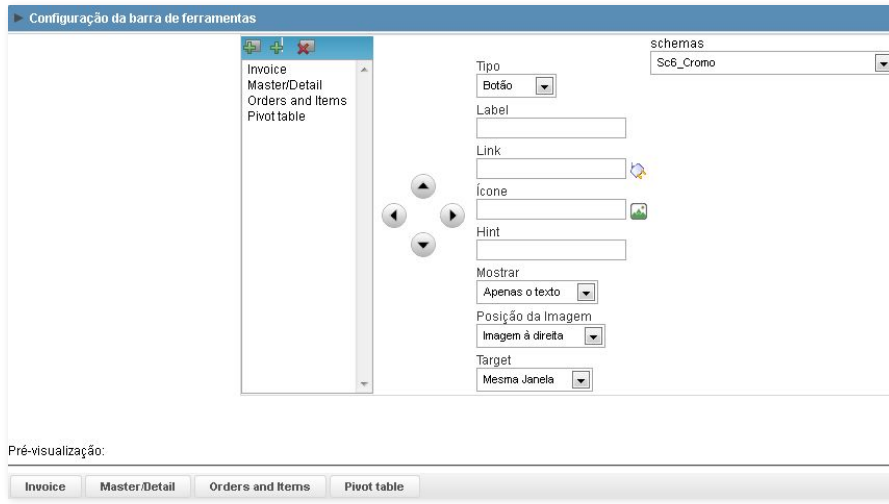 Configuração da barra de ferramentas
schemas
Sc6_Cromo
Invoice
Master/Detail
Orders and Items
Pivot table
Tipo
Botão
Label
Link
Ícone
Hint
Mostrar
Apenas o texto
Posição da Imagem
Imagem à direita
Target
Mesma Janela
Pré-visualização:
Invoice Master/Detail Orders and Items Pivot table